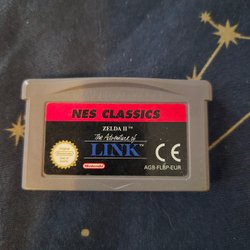 NES CLASSICS
ZELDA II™
The Adventure of
LINK™
Nintendo
CE
AGB-FLBP-EUR